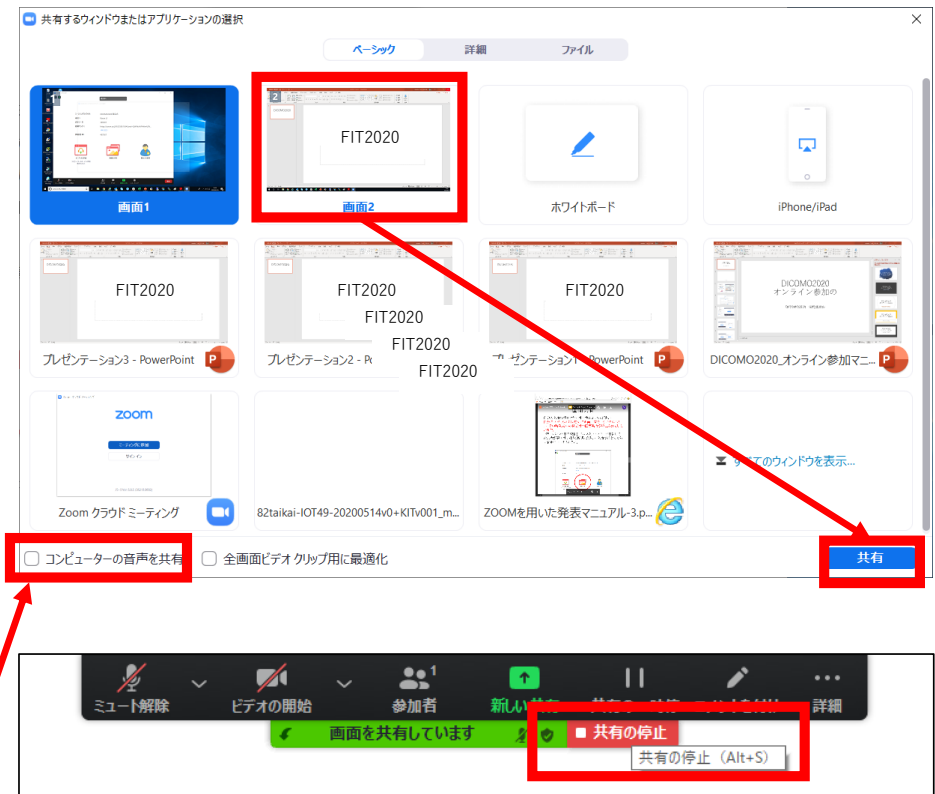 共有するウィンドウまたはアプリケーションの選択
ベーシック 詳細 ファイル
1
2
FIT2020
画面1
画面2
ホワイトボード
iPhone/iPad
FIT2020
FIT2020
FIT2020
DICOMO2020
オンライン参加の
FIT2020
FIT2020
FIT2020
プレゼンテーション3 - PowerPoint
プレゼンテーション2 - P
PowerPoint
DICOMO2020_オンライン参加マニ...
zoom
ミーティングに参加
サインイン
すべてのウィンドウを表示...
Zoom クラウド ミーティング
82taikai-IOT49-20200514v0+KITv001_m...
ZOOMを用いた発表マニュアル-3.p...
コンピューターの音声を共有
全画面ビデオ クリップ用に最適化
共有
1
ミュート解除
ビデオの開始
参加者
新しい共有
詳細
画面を共有しています
共有の停止
共有の停止（Alt+S）